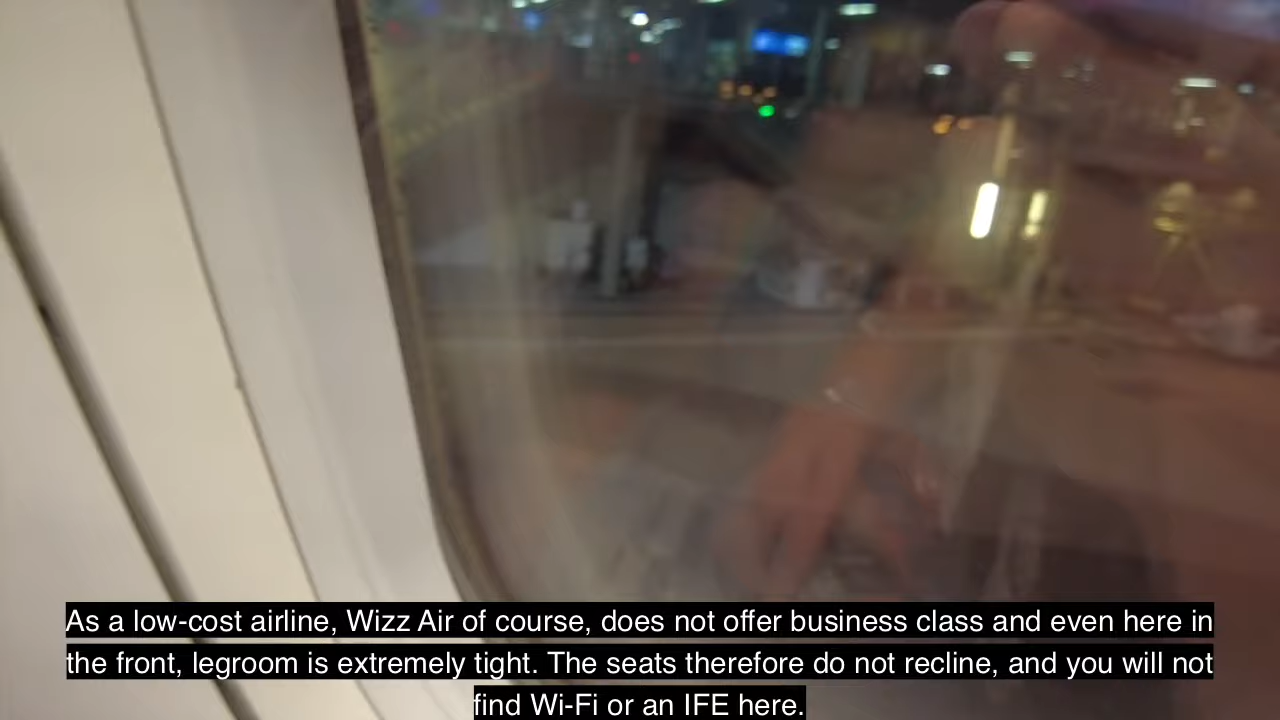 As a low-cost airline, Wizz Air of course, does not offer business class and even here in
the front, legroom is extremely tight. The seats therefore do not recline, and you will not
find Wi-Fi or an IFE here.